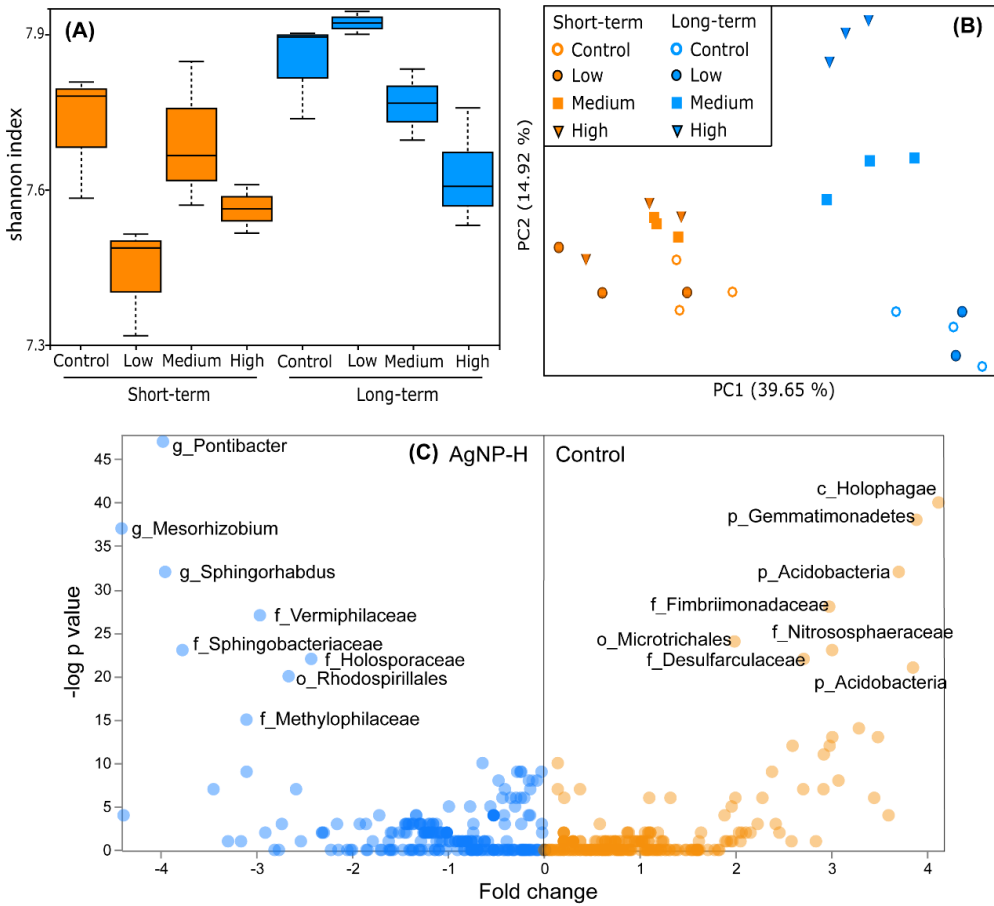 (A)
shannon index
7.9
7.6
7.3
Control Low Medium High Control Low Medium High
Short-term Long-term
(B)
Short-term Long-term
Control Control
Low Low
Medium Medium
High High
PC2 (14.92 %)
PC1 (39.65 %)
(C) AgNP-H Control
g_Pontibacter
c_Holophagae
p_Gemmatimonadetes
g_Mesorhizobium
g_Sphingorhabdus
p_Acidobacteria
f_Vermiphilaceae
f_Fimbriimonadaceae
f_Sphingobacteriaceae
o_Microtrichales
f_Nitrososphaeraceae
f_Holosporaceae
f_Desulfarculaceae
o_Rhodospirillales
p_Acidobacteria
f_Methylophilaceae
-log p value
45
40
35
30
25
20
15
10
5
0
-4 -3 -2 -1 0 1 2 3 4
Fold change